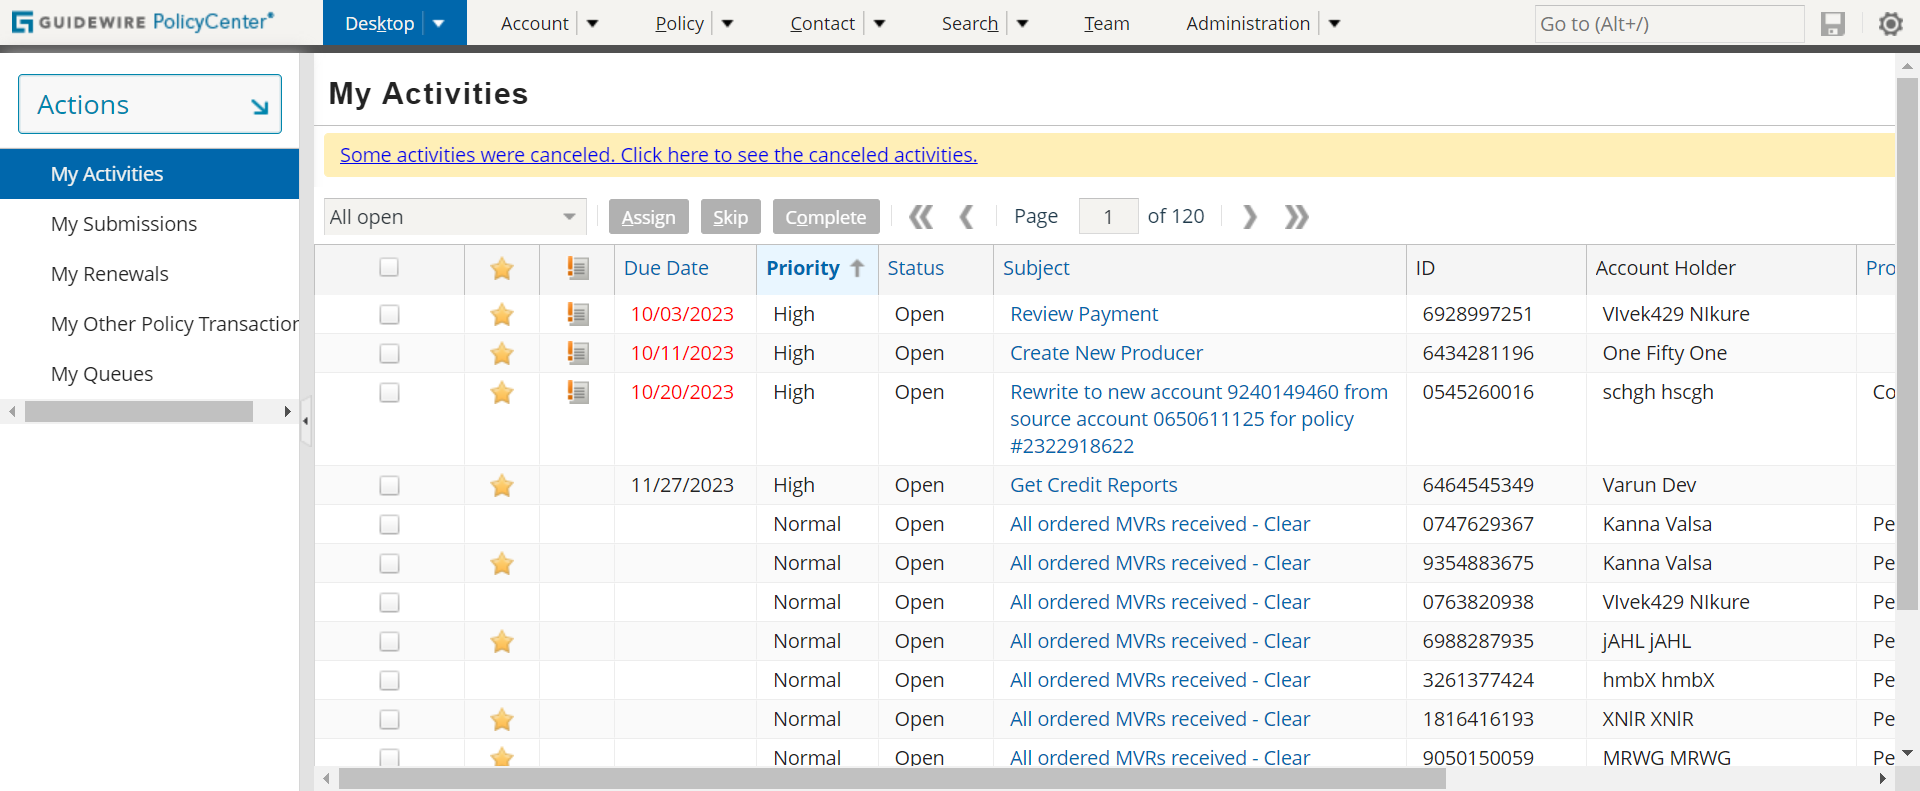 GUIDEWIRE PolicyCenter®
Desktop Account Policy Contact Search Team Administration Go to (Alt+/)
Actions
My Activities
My Submissions
My Renewals
My Other Policy Transaction
My Queues
My Activities
Some activities were canceled. Click here to see the canceled activities.
All open Assign Skip Complete Page 1 of 120
Due Date Priority Status Subject ID Account Holder Pro
10/03/2023 High Open Review Payment 6928997251 VIvek429 NIkure
10/11/2023 High Open Create New Producer 6434281196 One Fifty One
10/20/2023 High Open Rewrite to new account 9240149460 from 0545260016 schgh hscgh Co
source account 0650611125 for policy
#2322918622
11/27/2023 High Open Get Credit Reports 6464545349 Varun Dev
Normal Open All ordered MVRs received - Clear 0747629367 Kanna Valsa Pe
Normal Open All ordered MVRs received - Clear 9354883675 Kanna Valsa Pe
Normal Open All ordered MVRs received - Clear 0763820938 VIvek429 NIkure Pe
Normal Open All ordered MVRs received - Clear 6988287935 jAHL jAHL Pe
Normal Open All ordered MVRs received - Clear 3261377424 hmbX hmbX Pe
Normal Open All ordered MVRs received - Clear 1816416193 XNlR XNlR Pe
Normal Open All ordered MVRs received - Clear 9050150059 MRWG MRWG Pe